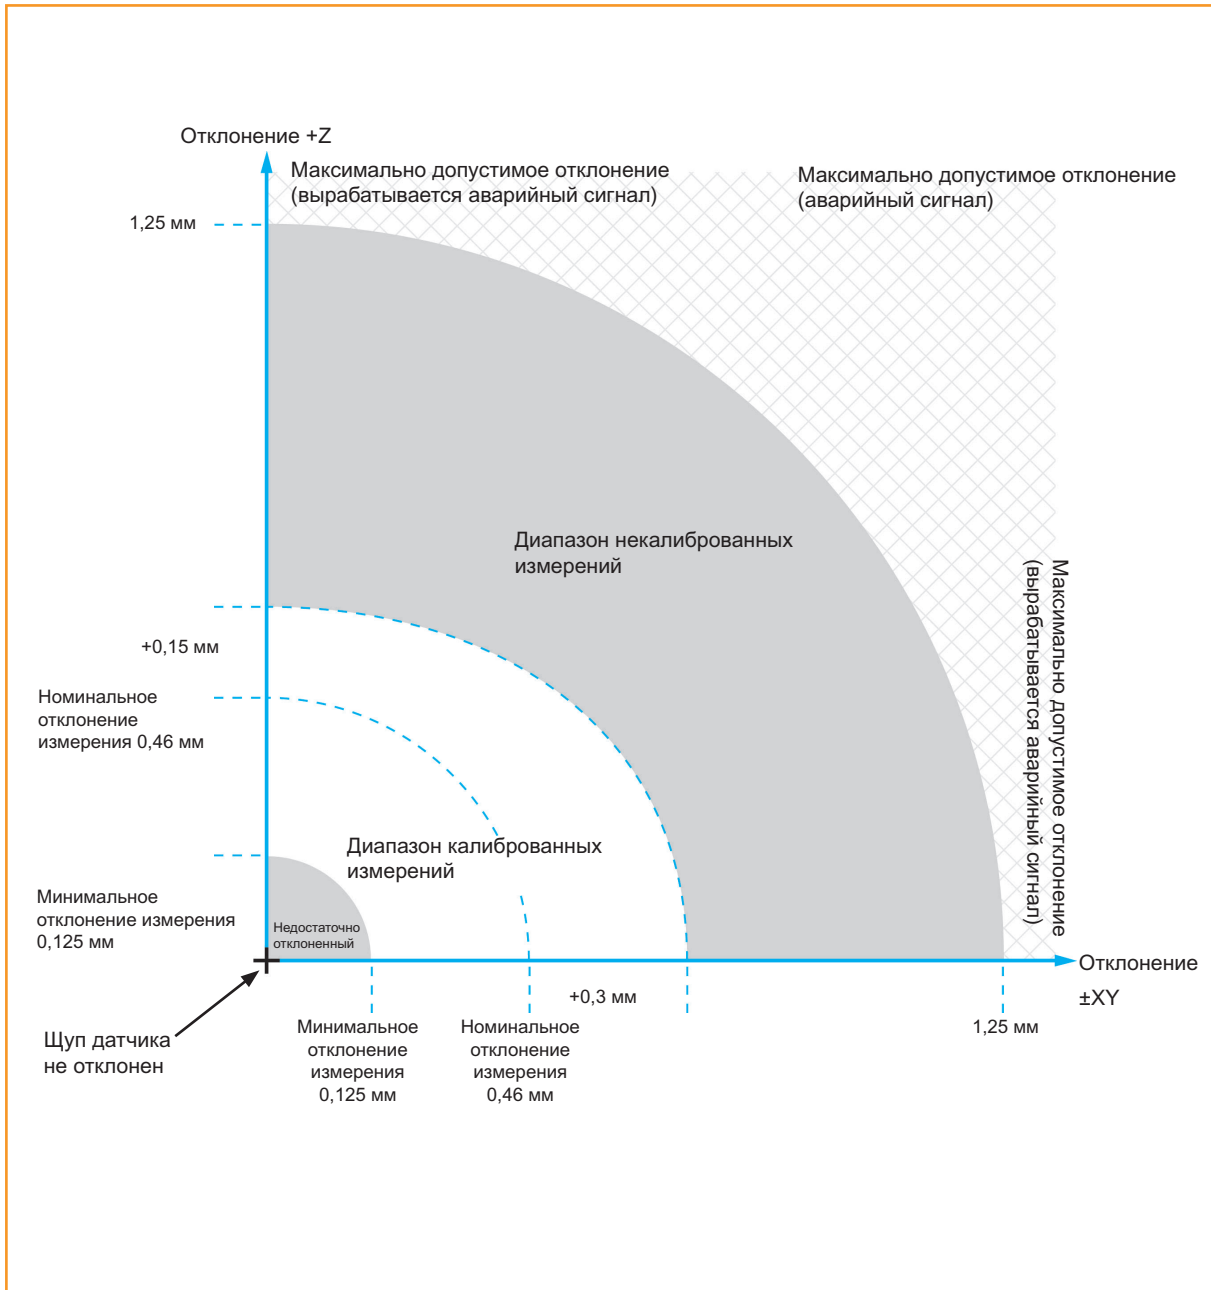 Отклонение +Z
Максимально допустимое отклонение
(вырабатывается аварийный сигнал)
Максимально допустимое отклонение
(аварийный сигнал)
1,25 мм
Диапазон некалиброванных
измерений
Максимально допустимое отклонение
(вырабатывается аварийный сигнал)
+0,15 мм
Номинальное
отклонение
измерения 0,46 мм
Диапазон калиброванных
измерений
Минимальное
отклонение измерения
0,125 мм
Недостаточно
отклоненный
Отклонение
±XY
+0,3 мм
1,25 мм
Щуп датчика
не отклонен
Минимальное
отклонение
измерения
0,125 мм
Номинальное
отклонение
измерения
0,46 мм